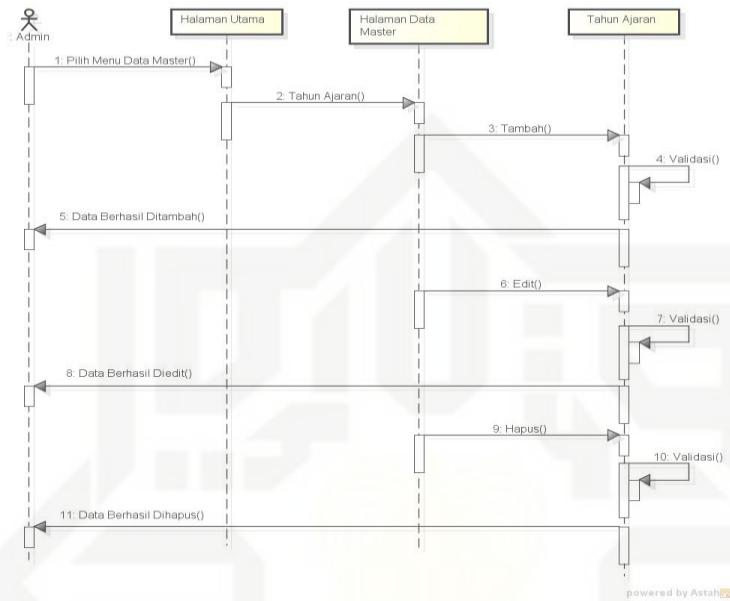 Halaman Utama
Halaman Data
Master
Tahun Ajaran
: Admin
1: Pilih Menu Data Master()
2: Tahun Ajaran()
3: Tambah()
4: Validasi()
5: Data Berhasil Ditambah()
6: Edit()
7: Validasi()
8: Data Berhasil Diedit()
9: Hapus()
10: Validasi()
11: Data Berhasil Dihapus()
powered by Astah